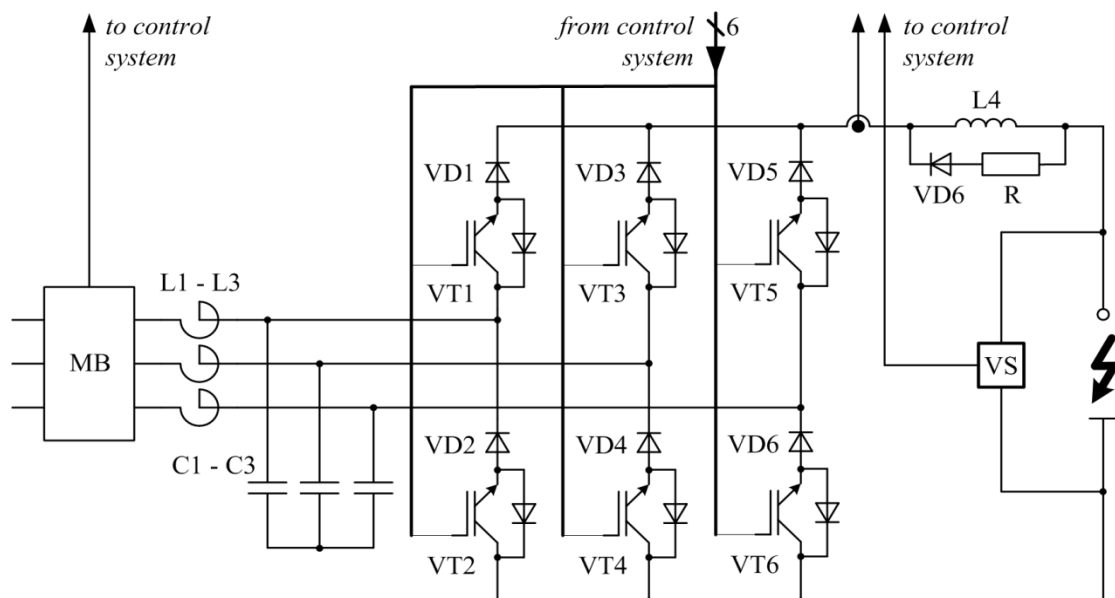 to control
system
from control
system
6
to control
system
L4
VD1
VD3
VD5
VD6
R
VT1
VT3
VT5
L1 - L3
MB
VS
VD2
VD4
VD6
C1 - C3
VT2
VT4
VT6